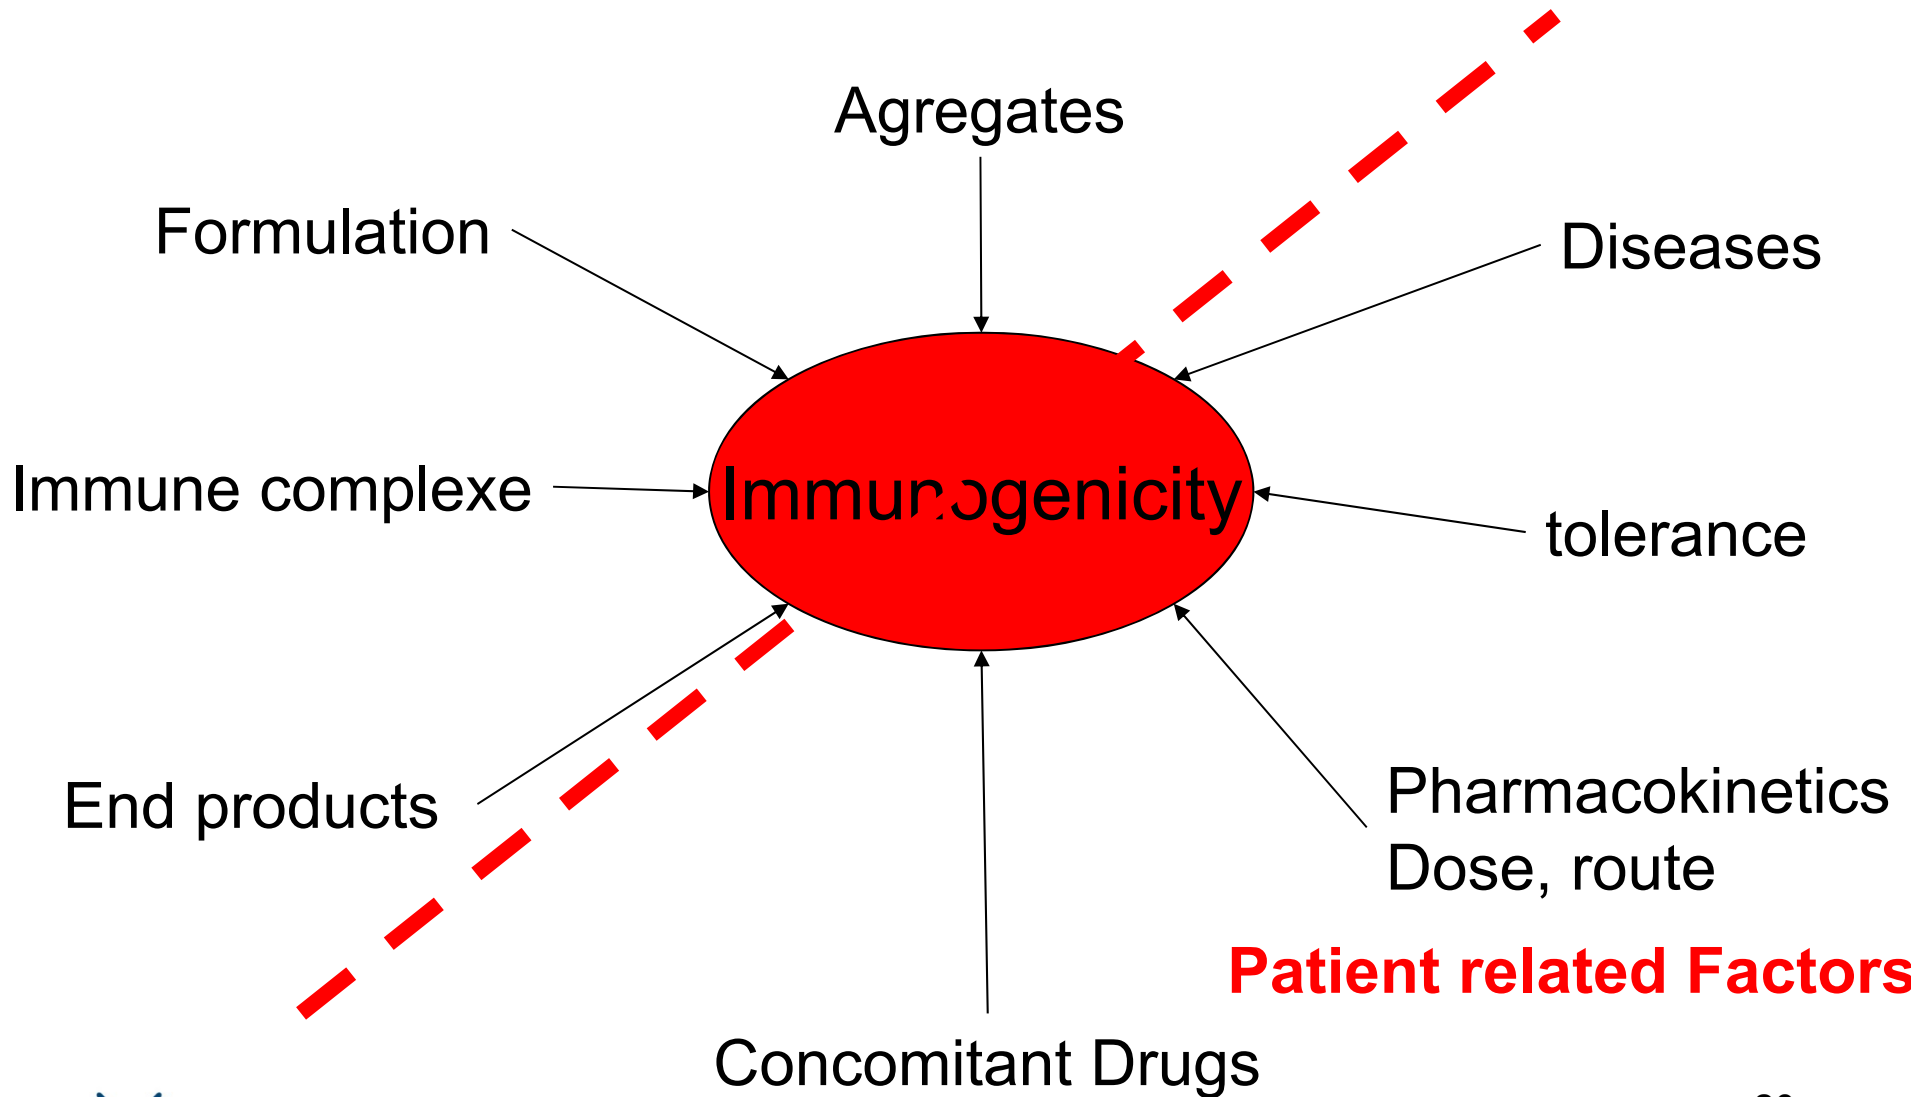 Agregates
Formulation
Diseases
Immune complexe
Immunogenicity
tolerance
End products
Pharmacokinetics
Dose, route
Patient related Factors
Concomitant Drugs